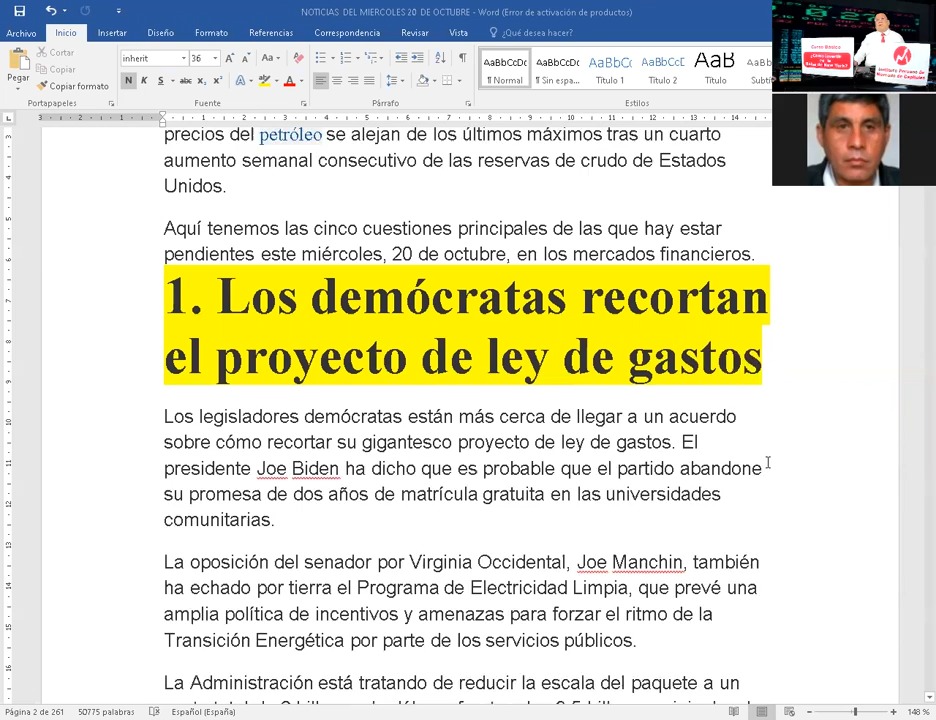 NOTICIAS DEL MIERCOLES 20 DE OCTUBRE - Word (Error de activación de productos)
Archivo Inicio Insertar Diseño Formato Referencias Correspondencia Revisar Vista ¿Qué desea hacer?
Pegar
Cortar
Copiar
Copiar formato
Portapapeles
inherit 36
N K S abc x₂ x²
Fuente
Párrafo
AaBbCcDc AaBbCcDc AaBbCc AaBbCcD AaB AaBbCcD
¶ Normal ¶ Sin espa... Título 1 Título 2 Título Subtít
Estilos
precios del petróleo se alejan de los últimos máximos tras un cuarto
aumento semanal consecutivo de las reservas de crudo de Estados
Unidos.
Aquí tenemos las cinco cuestiones principales de las que hay estar
pendientes este miércoles, 20 de octubre, en los mercados financieros.
1. Los demócratas recortan
el proyecto de ley de gastos
Los legisladores demócratas están más cerca de llegar a un acuerdo
sobre cómo recortar su gigantesco proyecto de ley de gastos. El
presidente Joe Biden ha dicho que es probable que el partido abandone
su promesa de dos años de matrícula gratuita en las universidades
comunitarias.
La oposición del senador por Virginia Occidental, Joe Manchin, también
ha echado por tierra el Programa de Electricidad Limpia, que prevé una
amplia política de incentivos y amenazas para forzar el ritmo de la
Transición Energética por parte de los servicios públicos.
La Administración está tratando de reducir la escala del paquete a un
Página 2 de 261 50775 palabras Español (España) 148 %